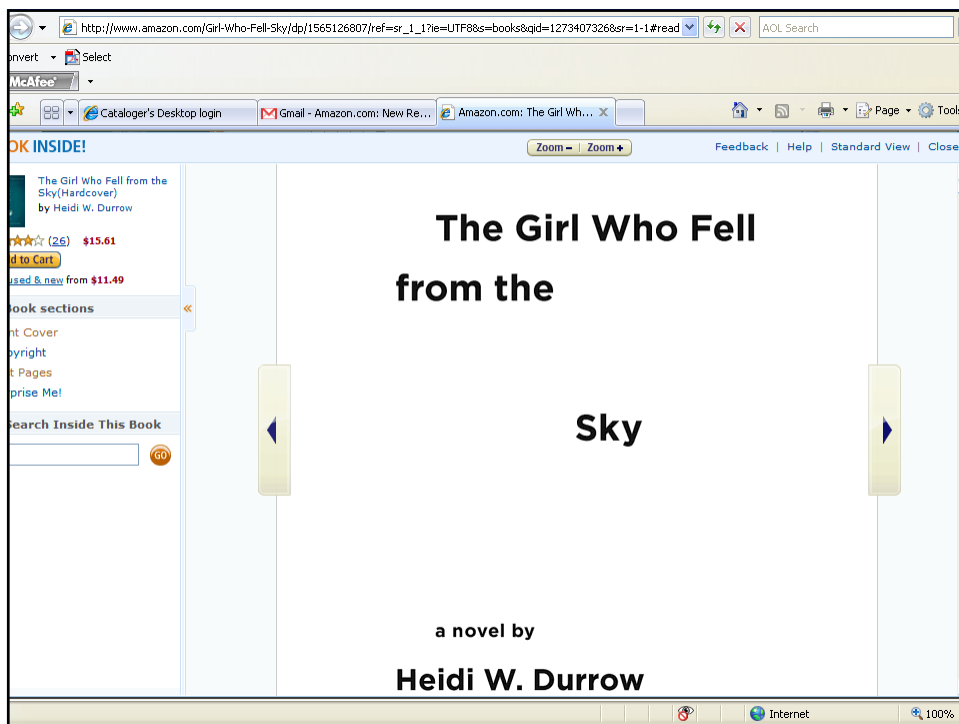 http://www.amazon.com/Girl-Who-Fell-Sky/dp/1565126807/ref=sr_1_1?ie=UTF8&s=books&qid=1273407326&sr=1-1#read
AOL Search
onvert Select
McAfee
Cataloger's Desktop login Gmail - Amazon.com: New Re... Amazon.com: The Girl Wh... X Page Tools
OK INSIDE! Zoom – | Zoom + Feedback | Help | Standard View | Close
The Girl Who Fell from the
Sky(Hardcover)
by Heidi W. Durrow
(26) $15.61
d to Cart
used & new from $11.49
Book sections
nt Cover
pyright
t Pages
prise Me!
Search Inside This Book
GO
The Girl Who Fell
from the
Sky
a novel by
Heidi W. Durrow
Internet 100%